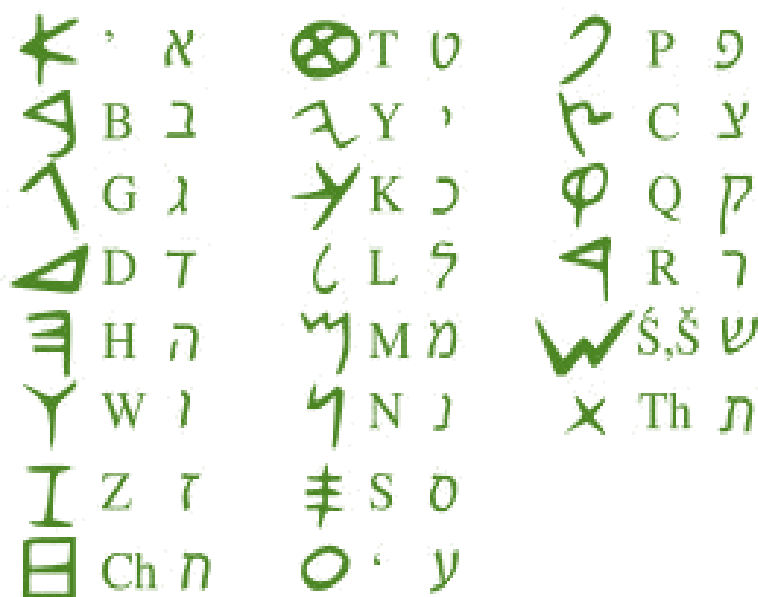 𐤀 ʾ א 𐤈 T ט 𐤐 P פ
𐤁 B ב 𐤉 Y י 𐤑 C צ
𐤂 G ג 𐤊 K כ 𐤒 Q ק
𐤃 D ד 𐤋 L ל 𐤓 R ר
𐤄 H ה 𐤌 M מ 𐤔 Ś,Š ש
𐤅 W ו 𐤍 N נ 𐤕 Th ת
𐤆 Z ז 𐤎 S ס
𐤇 Ch ח 𐤏 ʿ ע